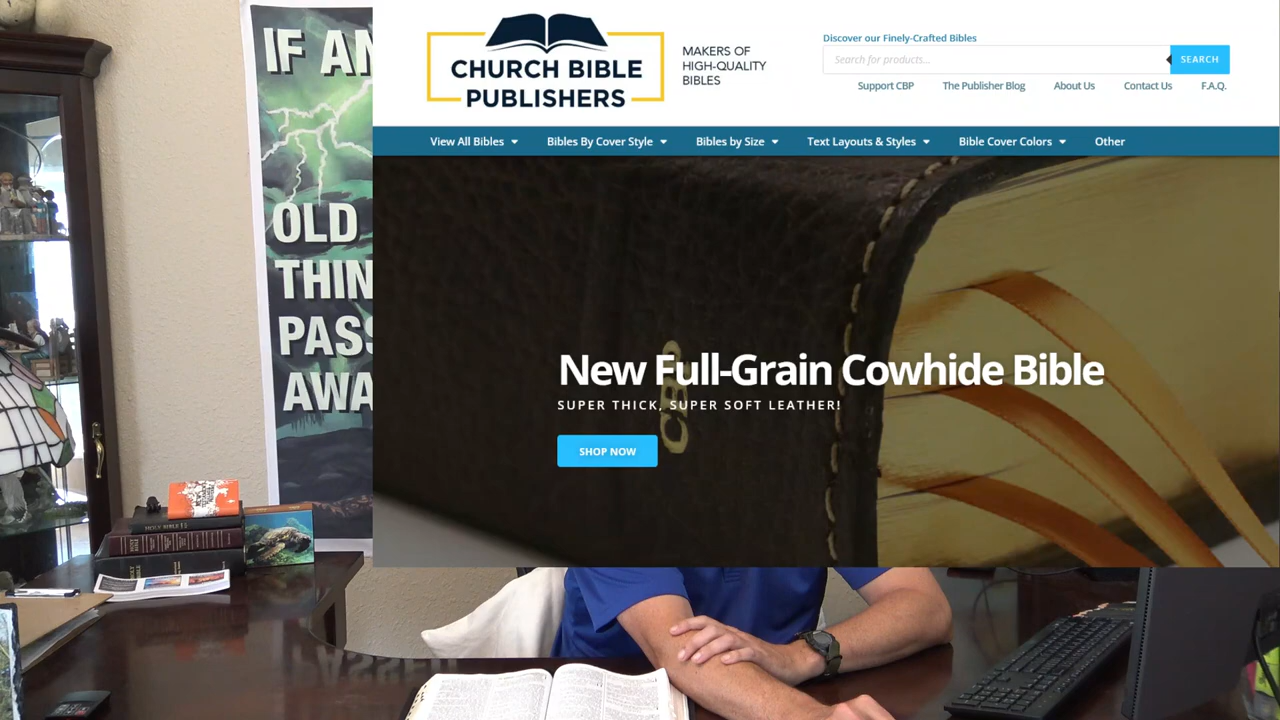 IF AN
OLD
THIN
PASS
AWA
HOLY BIBLE
CHURCH BIBLE
PUBLISHERS
MAKERS OF
HIGH-QUALITY
BIBLES
Discover our Finely-Crafted Bibles
Search for products...
SEARCH
Support CBP
The Publisher Blog
About Us
Contact Us
F.A.Q.
View All Bibles
Bibles By Cover Style
Bibles by Size
Text Layouts & Styles
Bible Cover Colors
Other
CBP
New Full-Grain Cowhide Bible
SUPER THICK, SUPER SOFT LEATHER!
SHOP NOW